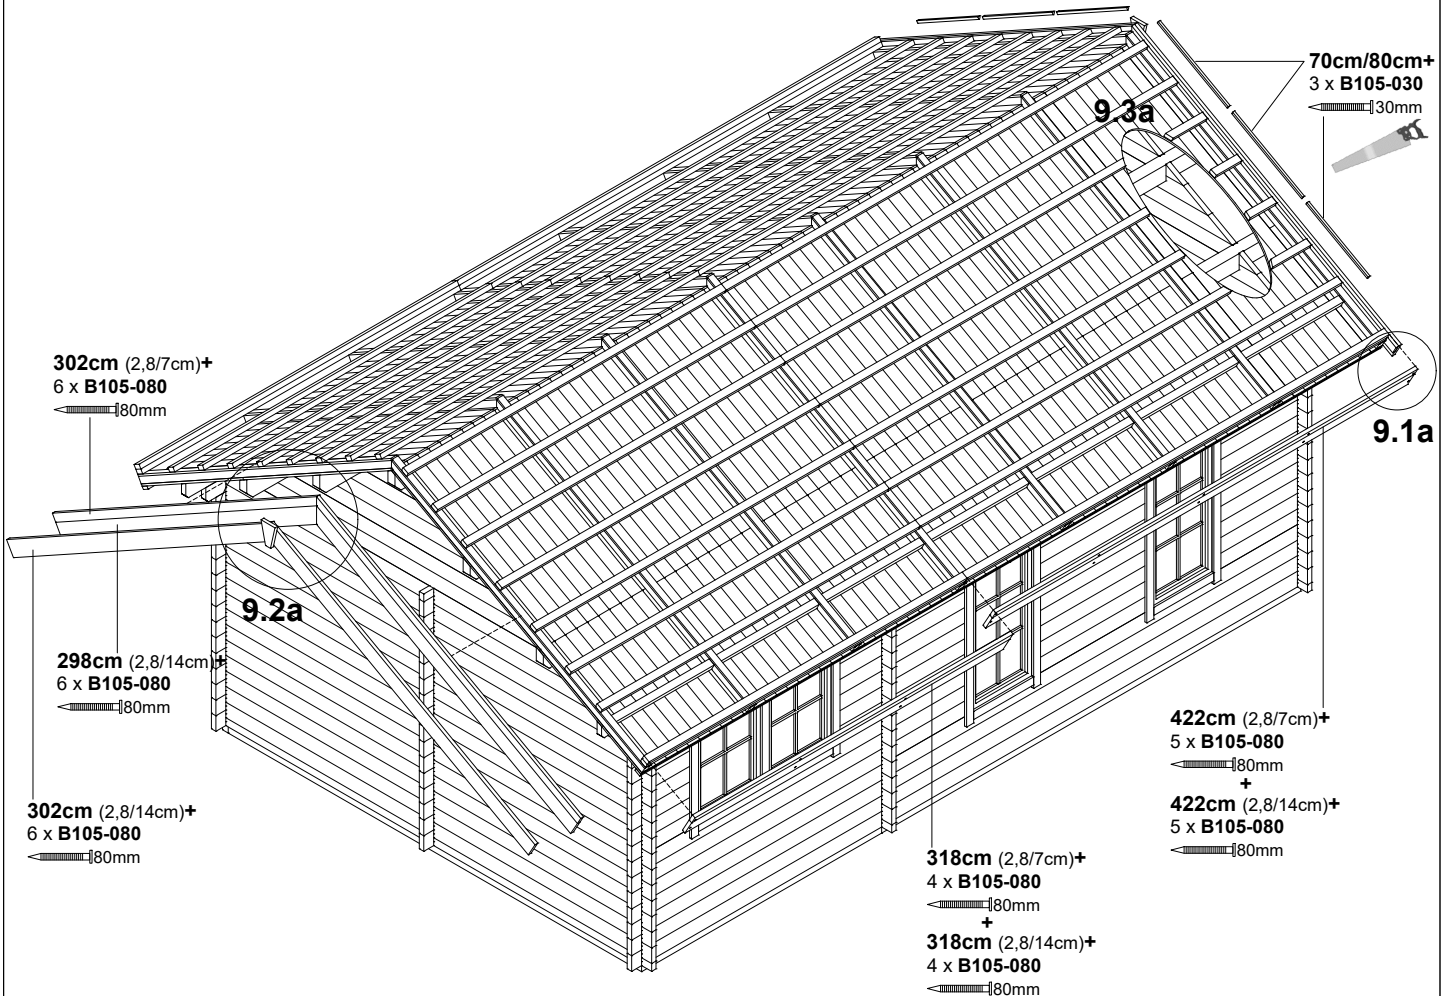 70cm/80cm+
3 x B105-030
30mm
9.3a
302cm (2,8/7cm)+
6 x B105-080
80mm
9.1a
9.2a
298cm (2,8/14cm)+
6 x B105-080
80mm
422cm (2,8/7cm)+
5 x B105-080
80mm
+
422cm (2,8/14cm)+
5 x B105-080
80mm
302cm (2,8/14cm)+
6 x B105-080
80mm
318cm (2,8/7cm)+
4 x B105-080
80mm
+
318cm (2,8/14cm)+
4 x B105-080
80mm